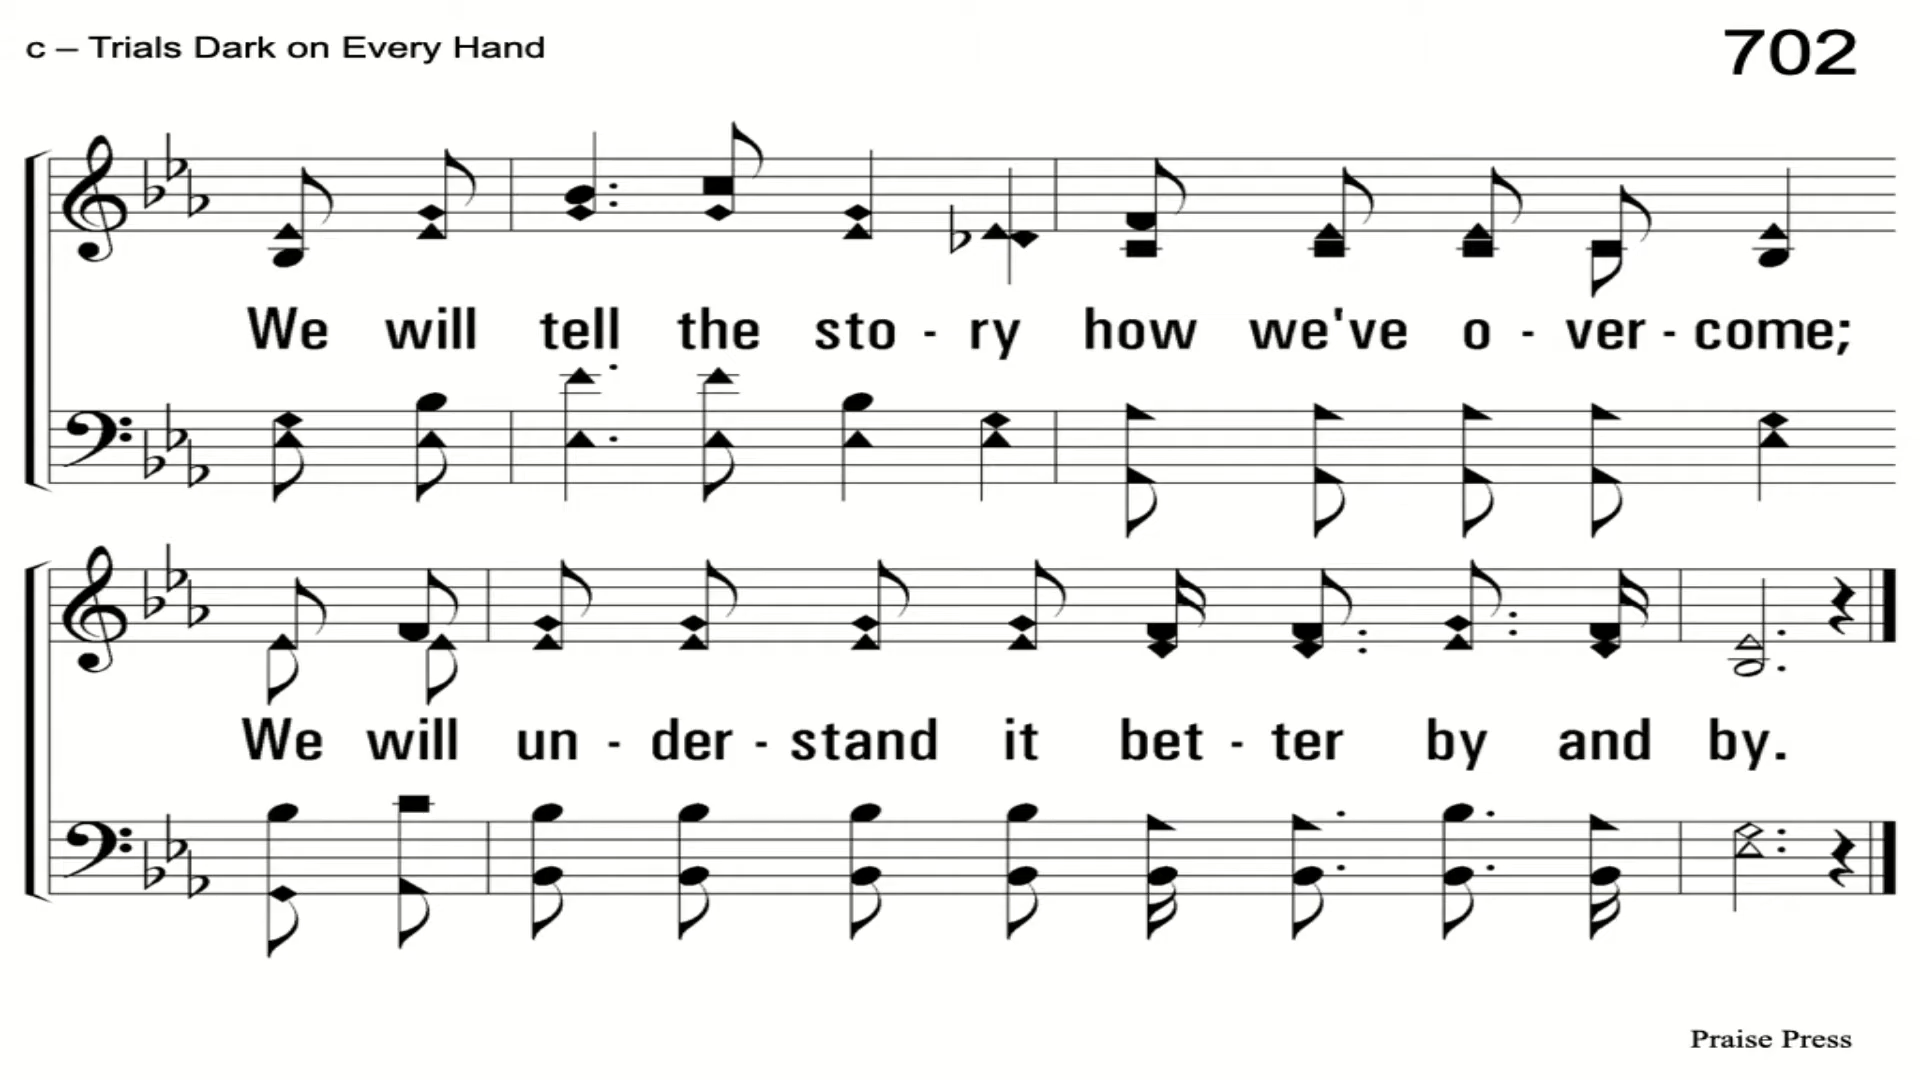 c – Trials Dark on Every Hand
702
We will tell the sto - ry how we've o - ver - come;
We will un - der - stand it bet - ter by and by.
Praise Press